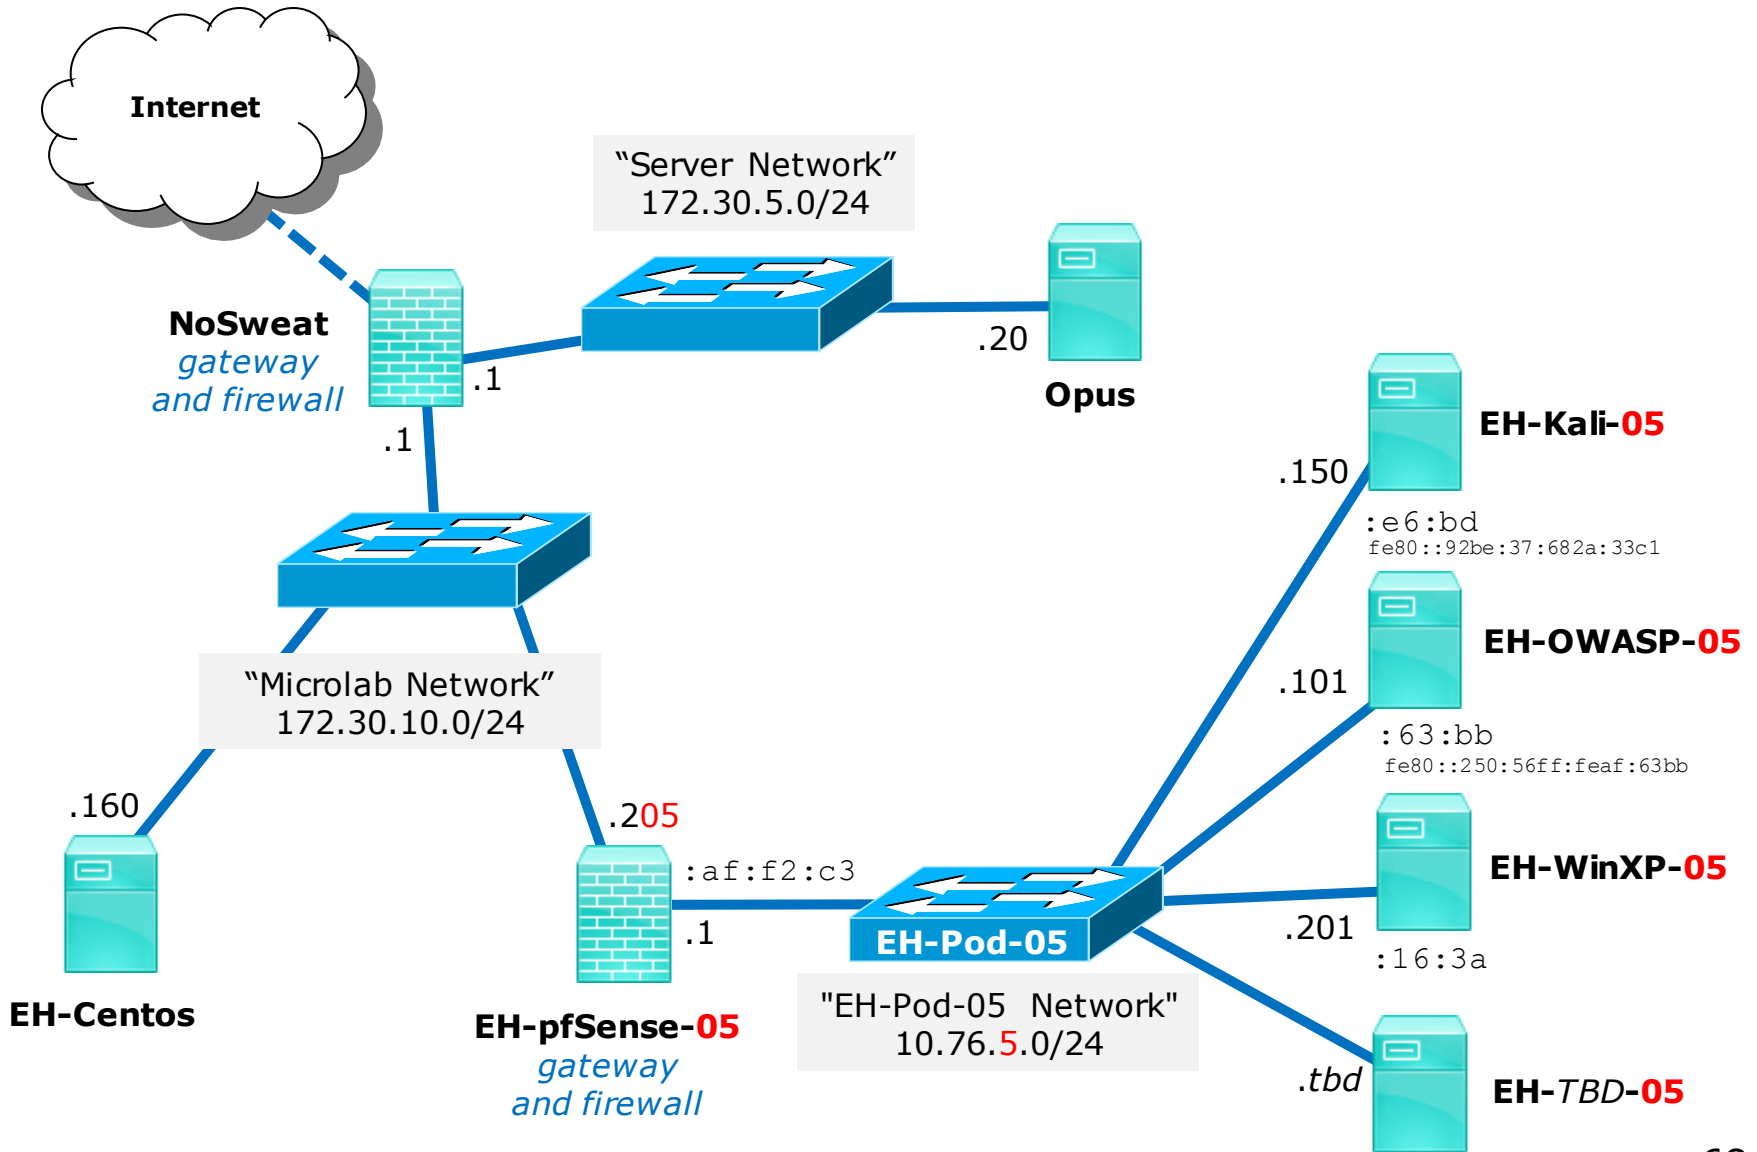 Internet
“Server Network”
172.30.5.0/24
NoSweat
gateway
and firewall
.1
.20
Opus
.1
EH-Kali-05
.150
:e6:bd
fe80::92be:37:682a:33c1
EH-OWASP-05
.101
:63:bb
fe80::250:56ff:feaf:63bb
“Microlab Network”
172.30.10.0/24
.160
EH-Centos
.205
:af:f2:c3
.1
EH-pfSense-05
gateway
and firewall
EH-Pod-05
"EH-Pod-05 Network"
10.76.5.0/24
EH-WinXP-05
.201
:16:3a
.tbd
EH-TBD-05